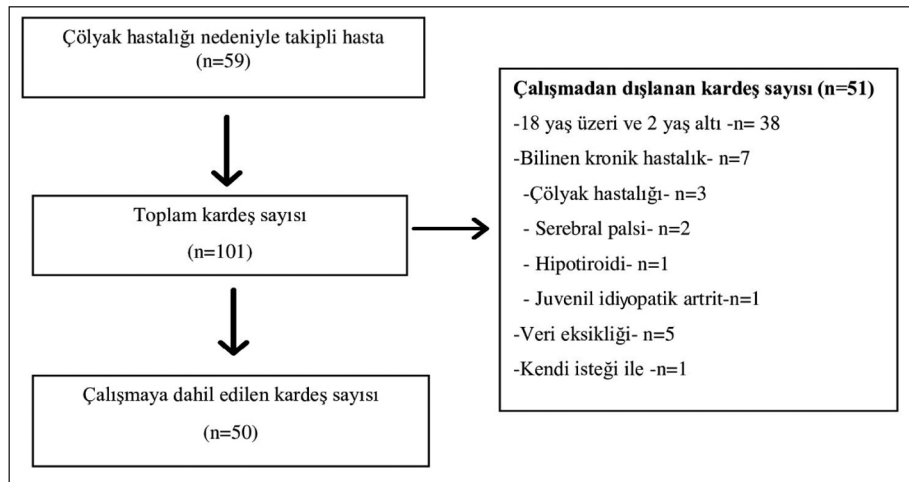 Çölyak hastalığı nedeniyle takipli hasta
(n=59)
Toplam kardeş sayısı
(n=101)
Çalışmaya dahil edilen kardeş sayısı
(n=50)
Çalışmadan dışlanan kardeş sayısı (n=51)
-18 yaş üzeri ve 2 yaş altı -n= 38
-Bilinen kronik hastalık- n=7
-Çölyak hastalığı- n=3
- Serebral palsi- n=2
- Hipotiroidi- n=1
- Juvenil idiyopatik artrit-n=1
-Veri eksikliği- n=5
-Kendi isteği ile -n=1